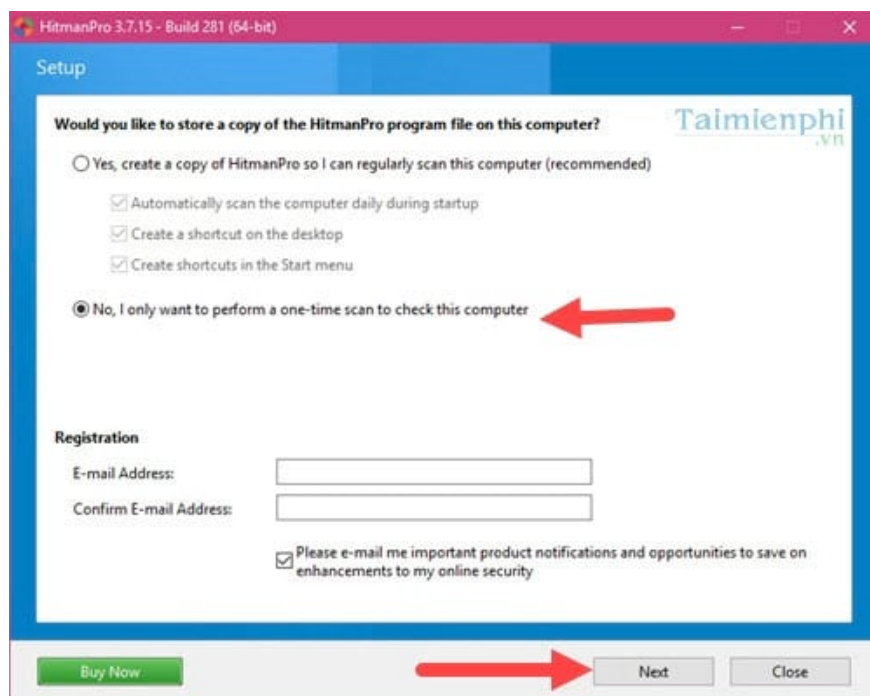 HitmanPro 3.7.15 - Build 281 (64-bit)
Setup
Would you like to store a copy of the HitmanPro program file on this computer?
Taimienphi
.vn
Yes, create a copy of HitmanPro so I can regularly scan this computer (recommended)
Automatically scan the computer daily during startup
Create a shortcut on the desktop
Create shortcuts in the Start menu
No, I only want to perform a one-time scan to check this computer
Registration
E-mail Address:
Confirm E-mail Address:
Please e-mail me important product notifications and opportunities to save on
enhancements to my online security
Buy Now
Next
Close